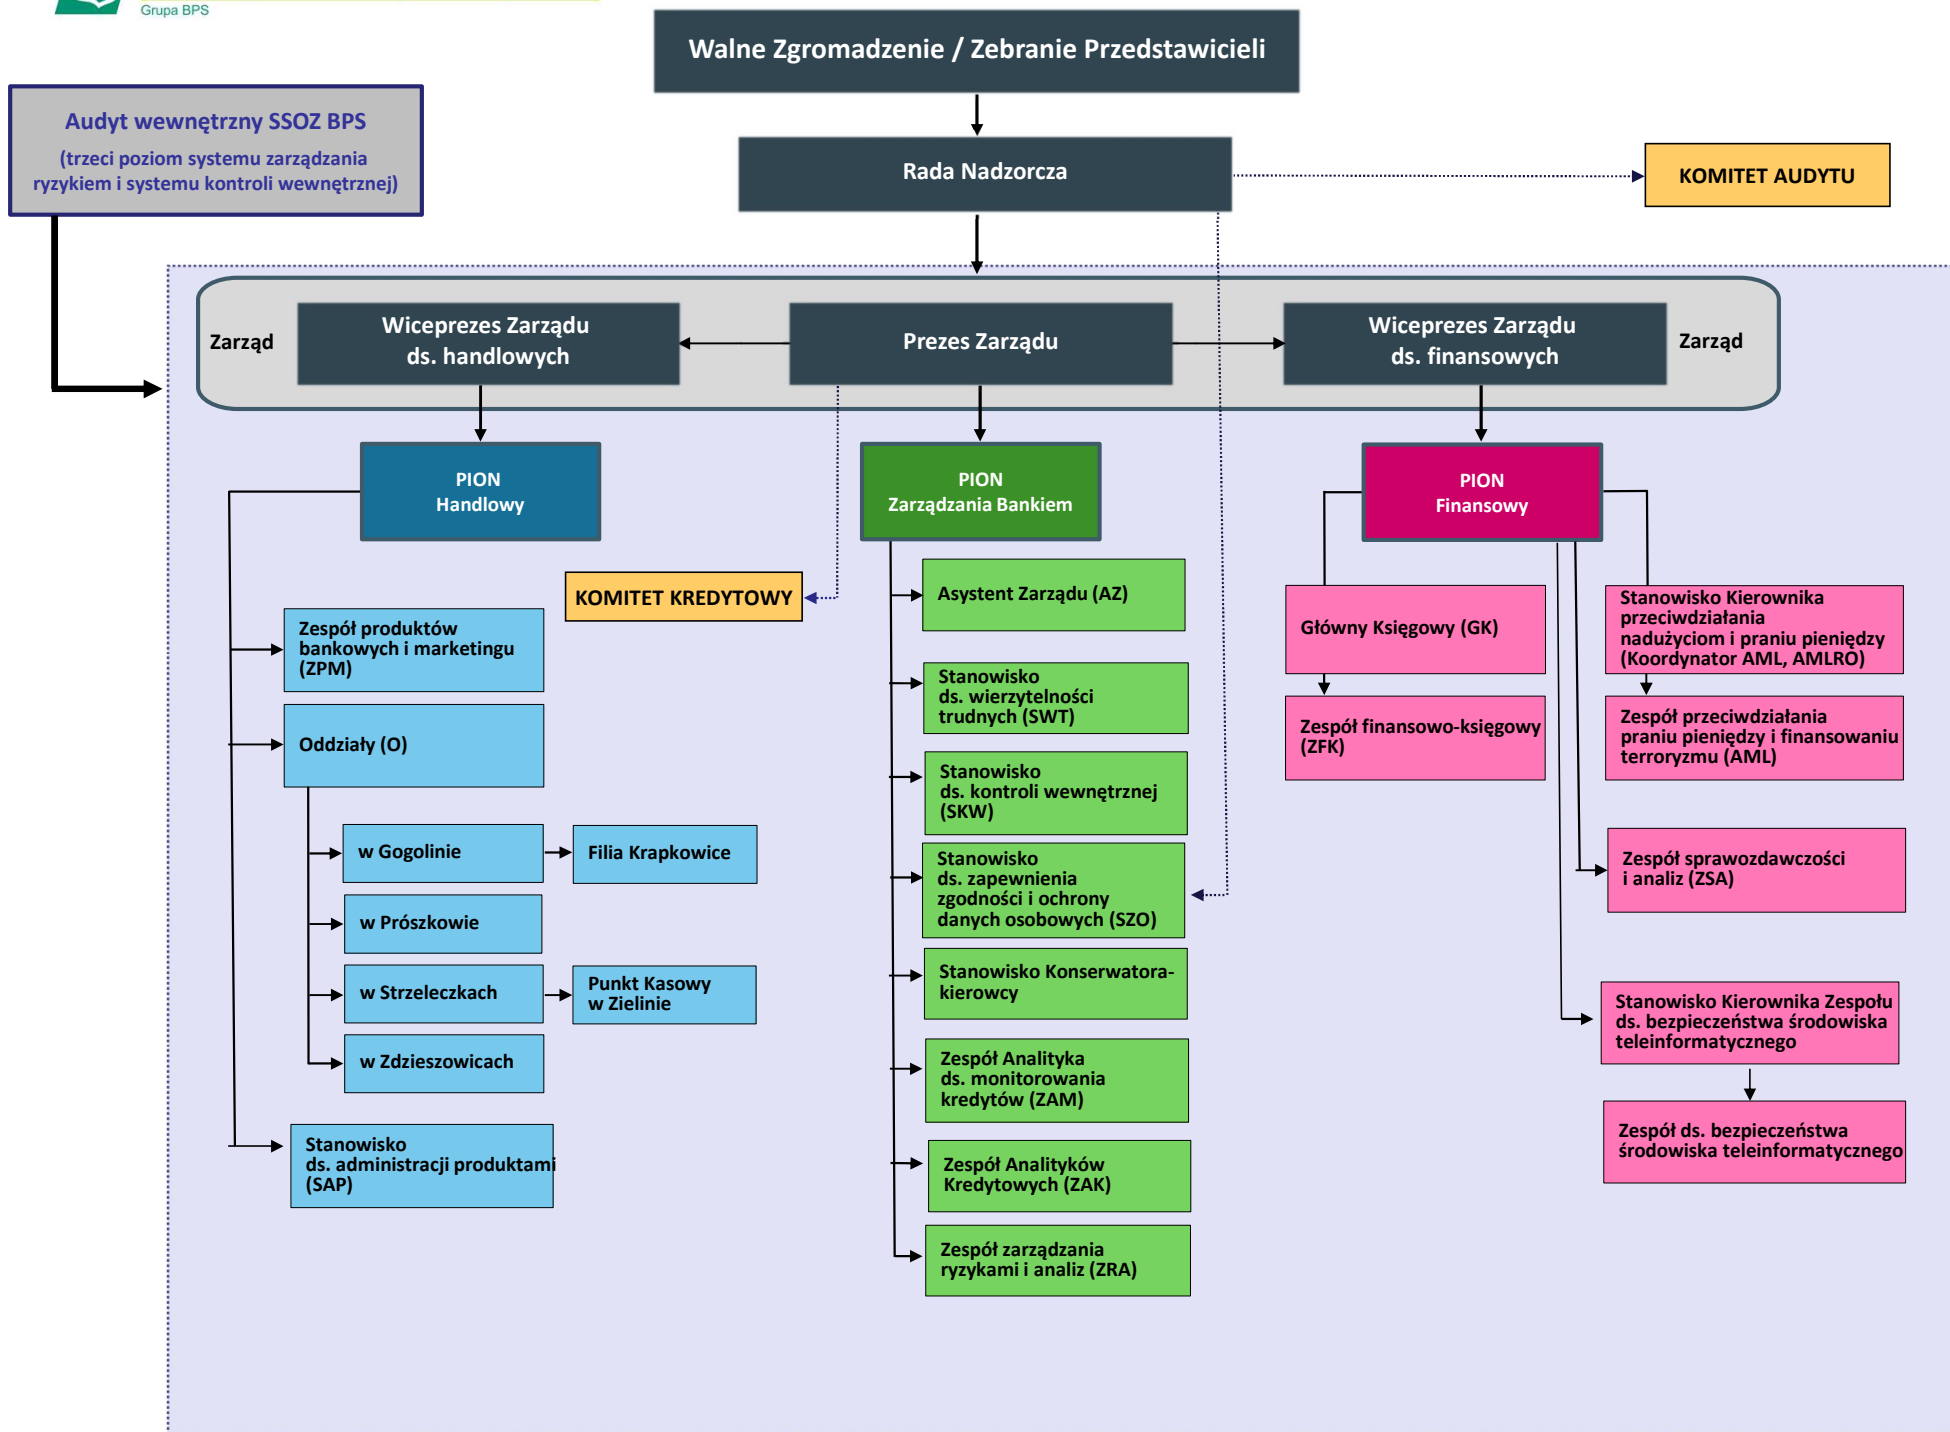 Grupa BPS
Walne Zgromadzenie / Zebranie Przedstawicieli
Audyt wewnętrzny SSOZ BPS
(trzeci poziom systemu zarządzania
ryzykiem i systemu kontroli wewnętrznej)
Rada Nadzorcza
KOMITET AUDYTU
Zarząd
Wiceprezes Zarządu
ds. handlowych
Prezes Zarządu
Wiceprezes Zarządu
ds. finansowych
Zarząd
PION
Handlowy
PION
Zarządzania Bankiem
PION
Finansowy
KOMITET KREDYTOWY
Zespół produktów
bankowych i marketingu
(ZPM)
Oddziały (O)
w Gogolinie
Filia Krapkowice
w Prószkowie
w Strzeleczkach
Punkt Kasowy
w Zielinie
w Zdzieszowicach
Stanowisko
ds. administracji produktami
(SAP)
Asystent Zarządu (AZ)
Stanowisko
ds. wierzytelności
trudnych (SWT)
Stanowisko
ds. kontroli wewnętrznej
(SKW)
Stanowisko
ds. zapewnienia
zgodności i ochrony
danych osobowych (SZO)
Stanowisko Konserwatora-
kierowcy
Zespół Analityka
ds. monitorowania
kredytów (ZAM)
Zespół Analityków
Kredytowych (ZAK)
Zespół zarządzania
ryzykami i analiz (ZRA)
Główny Księgowy (GK)
Zespół finansowo-księgowy
(ZFK)
Stanowisko Kierownika
przeciwdziałania
nadużyciom i praniu pieniędzy
(Koordynator AML, AMLRO)
Zespół przeciwdziałania
praniu pieniędzy i finansowaniu
terroryzmu (AML)
Zespół sprawozdawczości
i analiz (ZSA)
Stanowisko Kierownika Zespołu
ds. bezpieczeństwa środowiska
teleinformatycznego
Zespół ds. bezpieczeństwa
środowiska teleinformatycznego